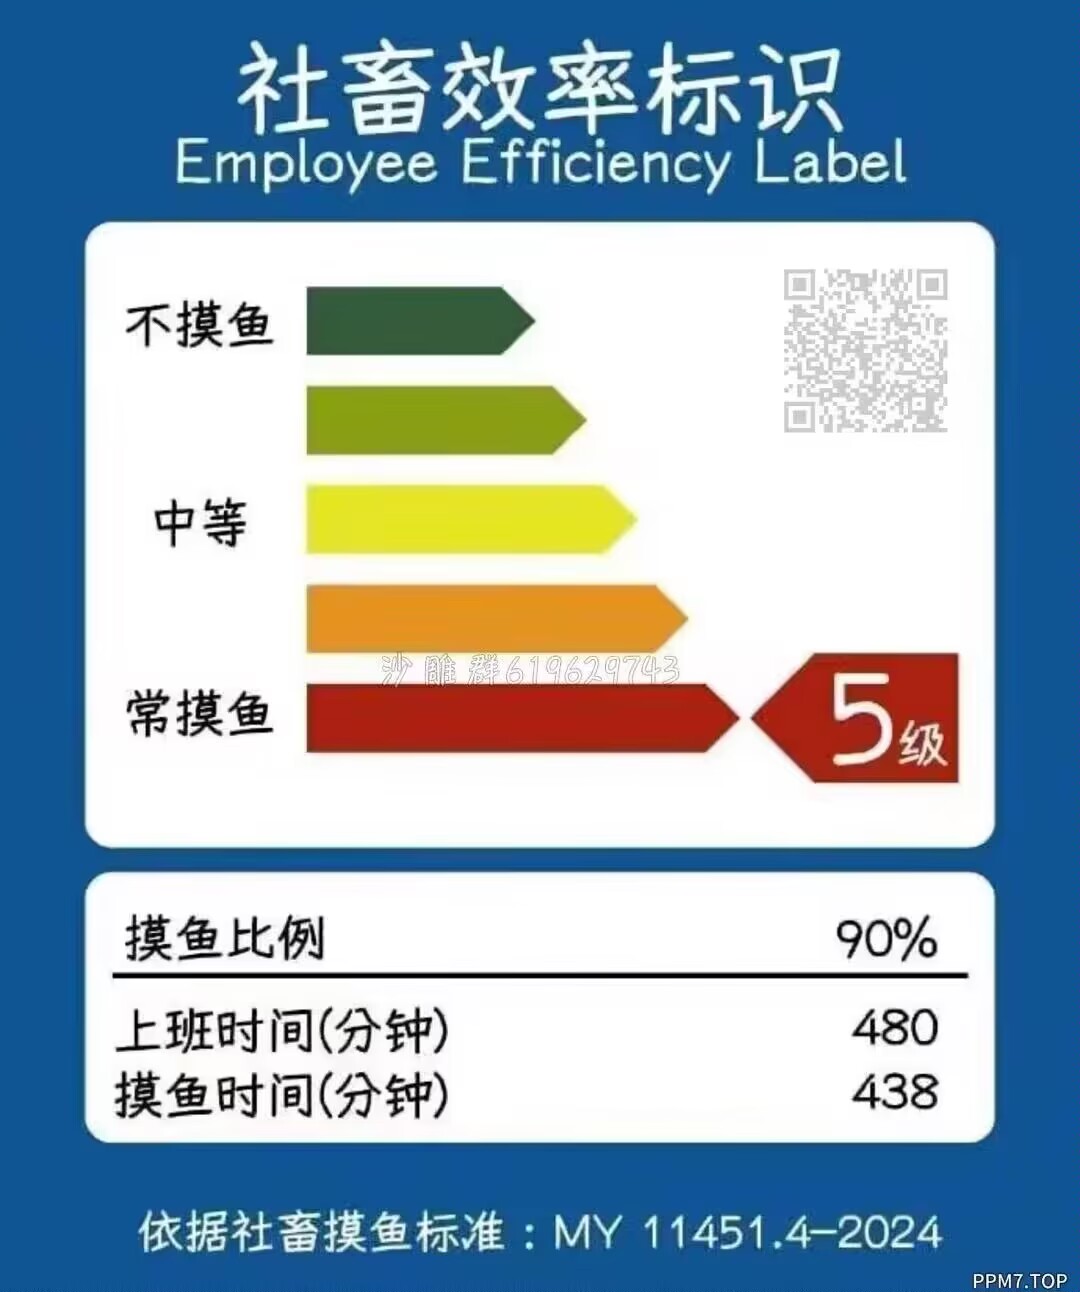 社畜效率标识
Employee Efficiency Label
不摸鱼
中等
沙雕群619629743
常摸鱼
5级
摸鱼比例 90%
上班时间(分钟) 480
摸鱼时间(分钟) 438
依据社畜摸鱼标准：MY 11451.4-2024
PPM7.TOP